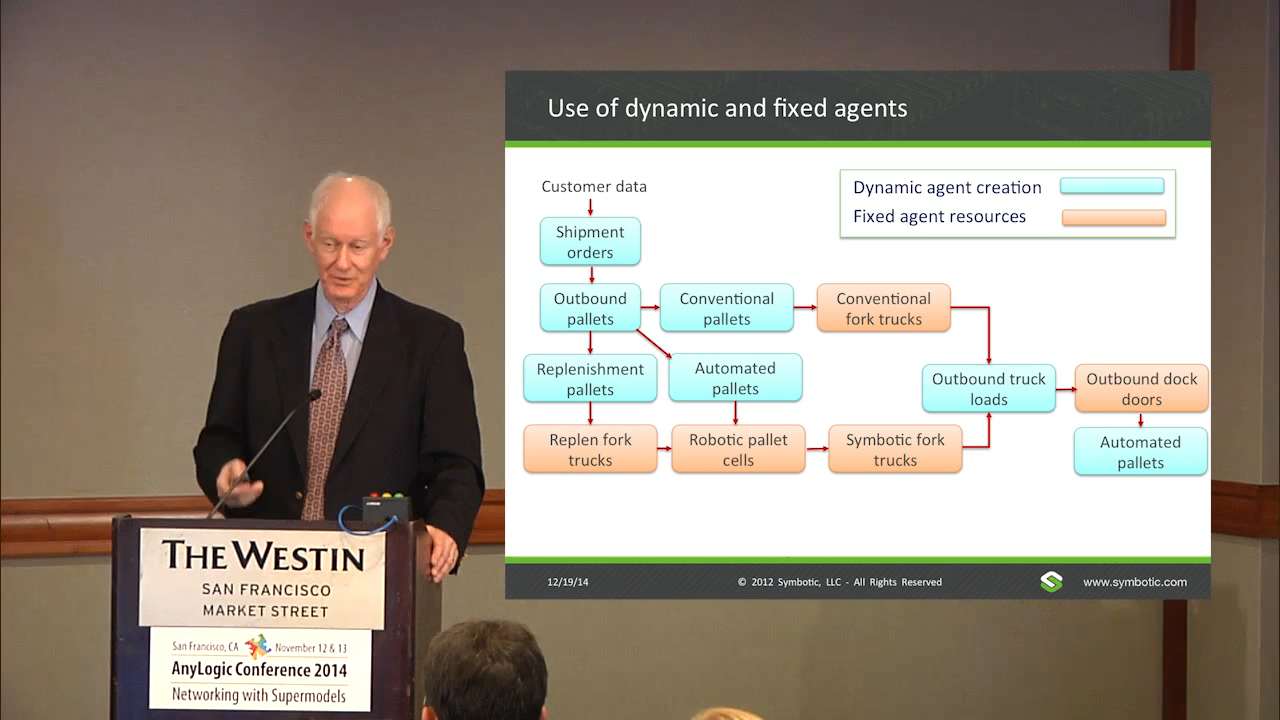 Use of dynamic and fixed agents
Customer data
Dynamic agent creation
Fixed agent resources
Shipment
orders
Outbound
pallets
Conventional
pallets
Conventional
fork trucks
Replenishment
pallets
Automated
pallets
Outbound truck
loads
Outbound dock
doors
Replen fork
trucks
Robotic pallet
cells
Symbotic fork
trucks
Automated
pallets
12/19/14
© 2012 Symbotic, LLC - All Rights Reserved
www.symbotic.com
THE WESTIN
SAN FRANCISCO
MARKET STREET
San Francisco, CA November 12 & 13
AnyLogic Conference 2014
Networking with Supermodels